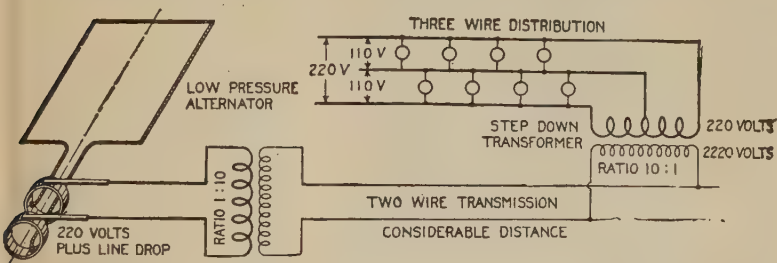 THREE WIRE DISTRIBUTION
110 V
220 V
110 V
LOW PRESSURE
ALTERNATOR
STEP DOWN
TRANSFORMER
220 VOLTS
2220 VOLTS
RATIO 10:1
RATIO 1:10
TWO WIRE TRANSMISSION
CONSIDERABLE DISTANCE
220 VOLTS
PLUS LINE DROP